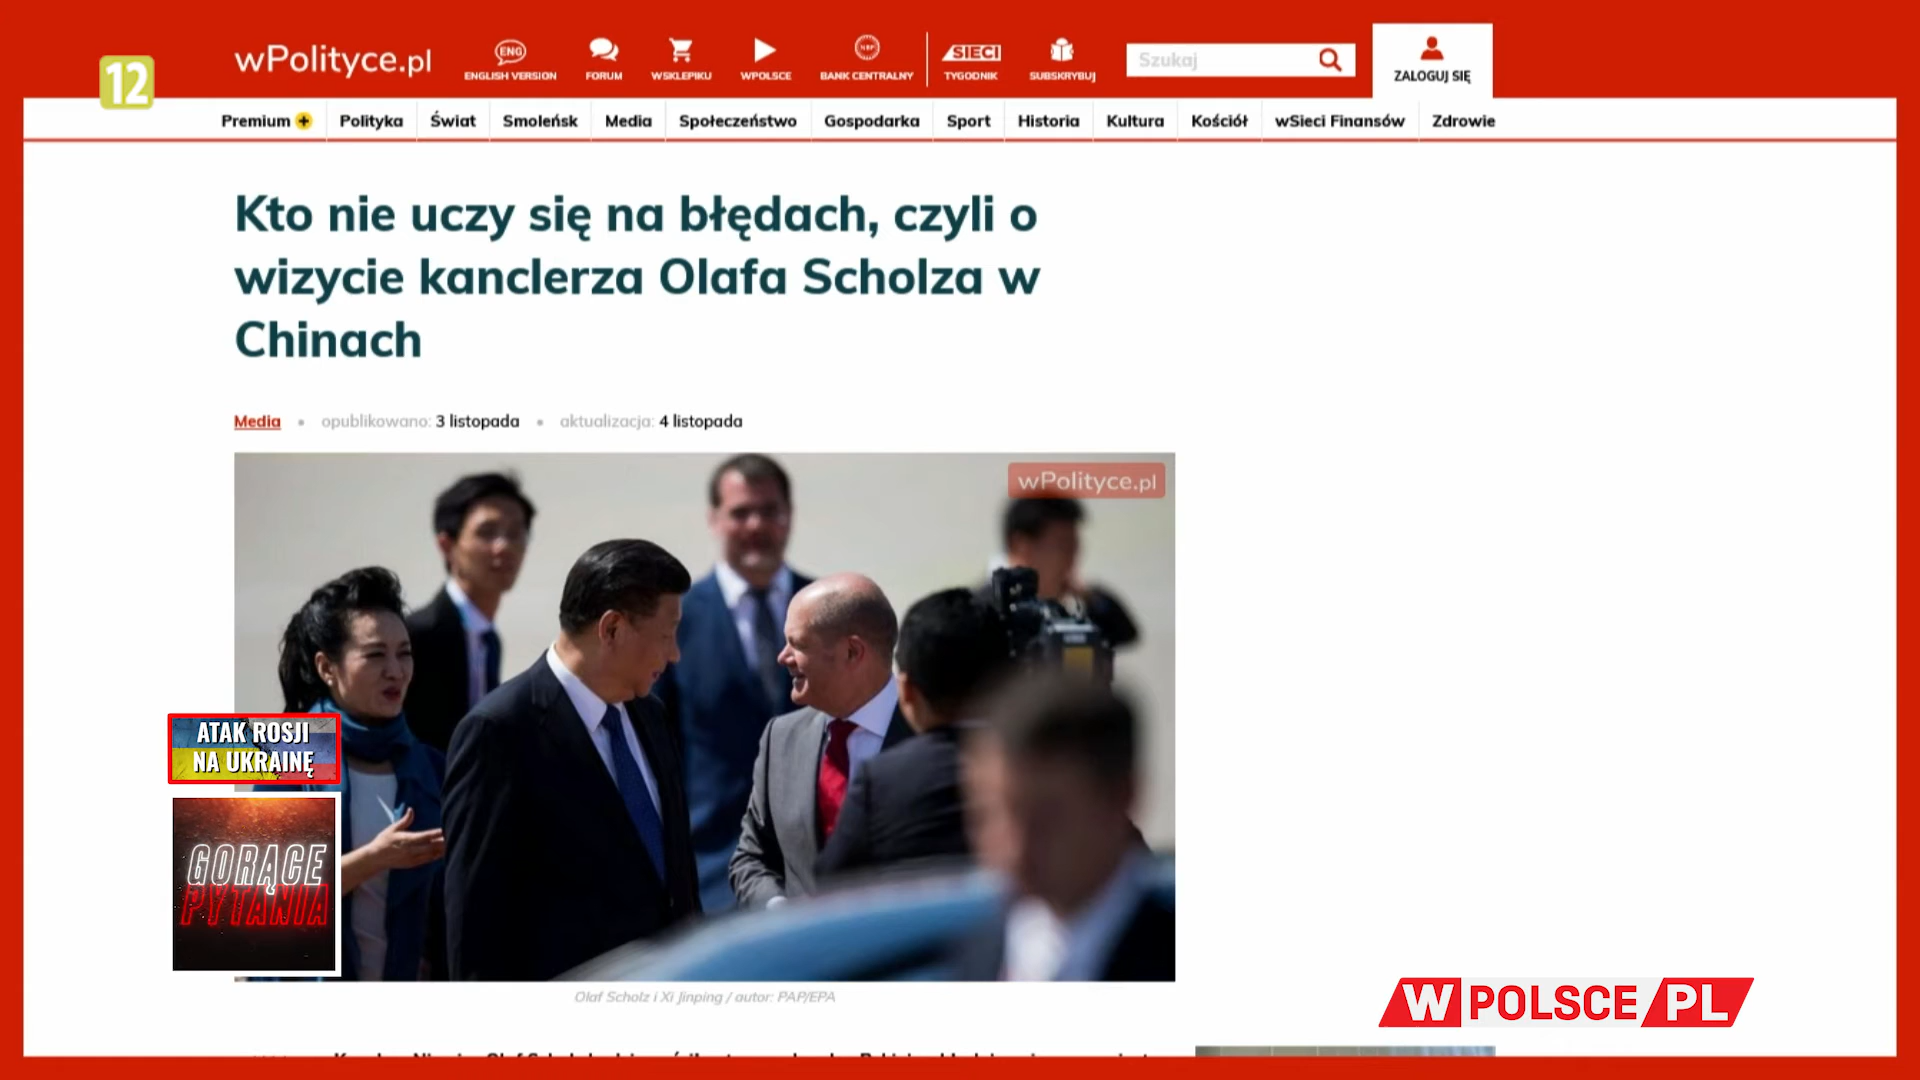 12
wPolityce.pl
ENG
ENGLISH VERSION
FORUM
WSKLEPIKU
WPOLSCE
NBP
BANK CENTRALNY
SIECI
TYGODNIK
SUBSKRYBUJ
Szukaj
ZALOGUJ SIĘ
Premium + Polityka Świat Smoleńsk Media Społeczeństwo Gospodarka Sport Historia Kultura Kościół wSieci Finansów Zdrowie
Kto nie uczy się na błędach, czyli o
wizycie kanclerza Olafa Scholza w
Chinach
Media • opublikowano: 3 listopada • aktualizacja: 4 listopada
wPolityce.pl
ATAK ROSJI
NA UKRAINĘ
GORĄCE
PYTANIA
Olaf Scholz i Xi Jinping / autor: PAP/EPA
WPOLSCE/PL